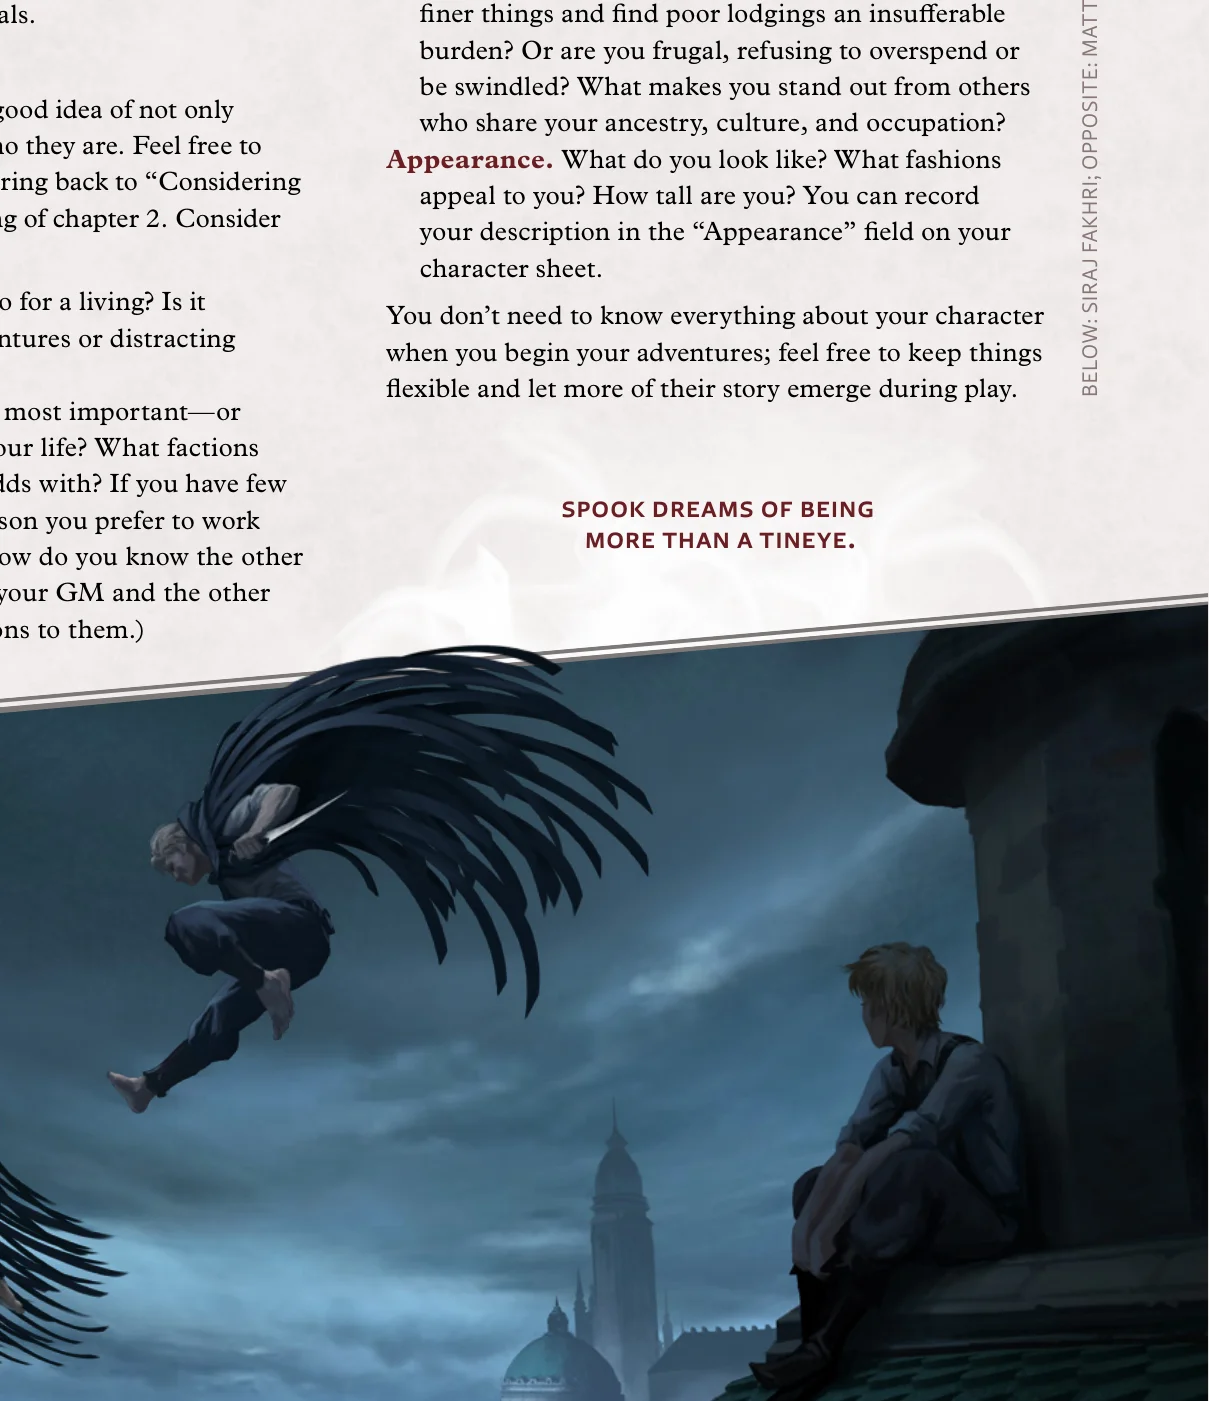 als.
good idea of not only
o they are. Feel free to
ring back to “Considering
g of chapter 2. Consider
o for a living? Is it
ntures or distracting
most important—or
our life? What factions
dds with? If you have few
son you prefer to work
ow do you know the other
your GM and the other
ons to them.)
finer things and find poor lodgings an insufferable
burden? Or are you frugal, refusing to overspend or
be swindled? What makes you stand out from others
who share your ancestry, culture, and occupation?
Appearance. What do you look like? What fashions
appeal to you? How tall are you? You can record
your description in the “Appearance” field on your
character sheet.
You don’t need to know everything about your character
when you begin your adventures; feel free to keep things
flexible and let more of their story emerge during play.
BELOW: SIRAJ FAKHRI; OPPOSITE: MATT
SPOOK DREAMS OF BEING
MORE THAN A TINEYE.